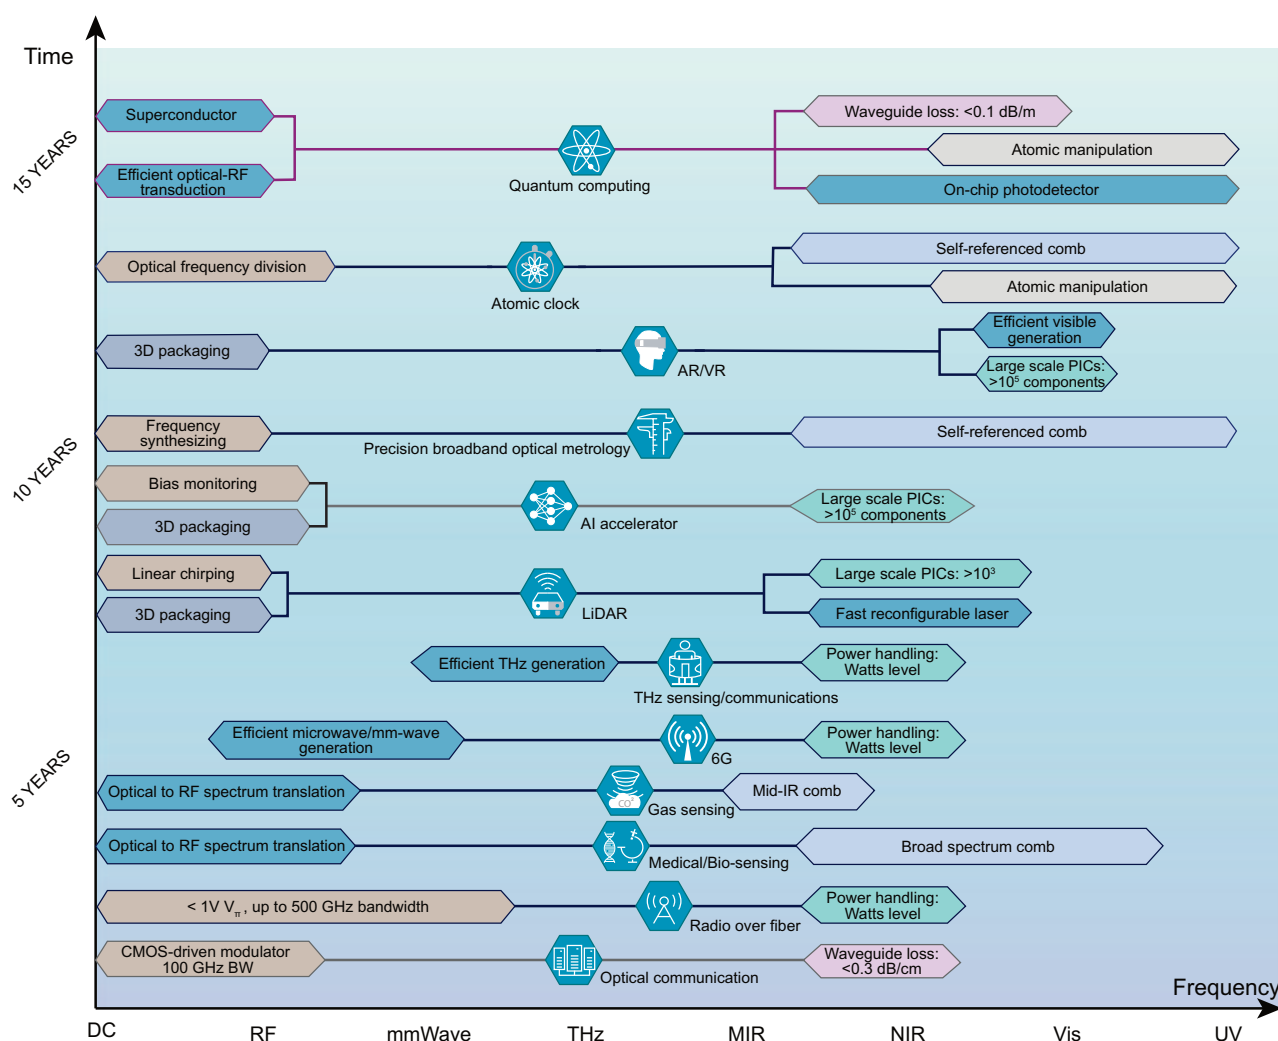 Time
15 YEARS
Superconductor
Efficient optical-RF
transduction
Quantum computing
Waveguide loss: <0.1 dB/m
Atomic manipulation
On-chip photodetector
Optical frequency division
Atomic clock
Self-referenced comb
Atomic manipulation
3D packaging
AR/VR
Efficient visible
generation
Large scale PICs:
>10⁵ components
10 YEARS
Frequency
synthesizing
Precision broadband optical metrology
Self-referenced comb
Bias monitoring
3D packaging
AI accelerator
Large scale PICs:
>10⁵ components
Linear chirping
3D packaging
LiDAR
Large scale PICs: >10³
Fast reconfigurable laser
Efficient THz generation
THz sensing/communications
Power handling:
Watts level
5 YEARS
Efficient microwave/mm-wave
generation
6G
Power handling:
Watts level
Optical to RF spectrum translation
CO²
Gas sensing
Mid-IR comb
Optical to RF spectrum translation
Medical/Bio-sensing
Broad spectrum comb
< 1V Vπ, up to 500 GHz bandwidth
Radio over fiber
Power handling:
Watts level
CMOS-driven modulator
100 GHz BW
Optical communication
Waveguide loss:
<0.3 dB/cm
Frequency
DC RF mmWave THz MIR NIR Vis UV